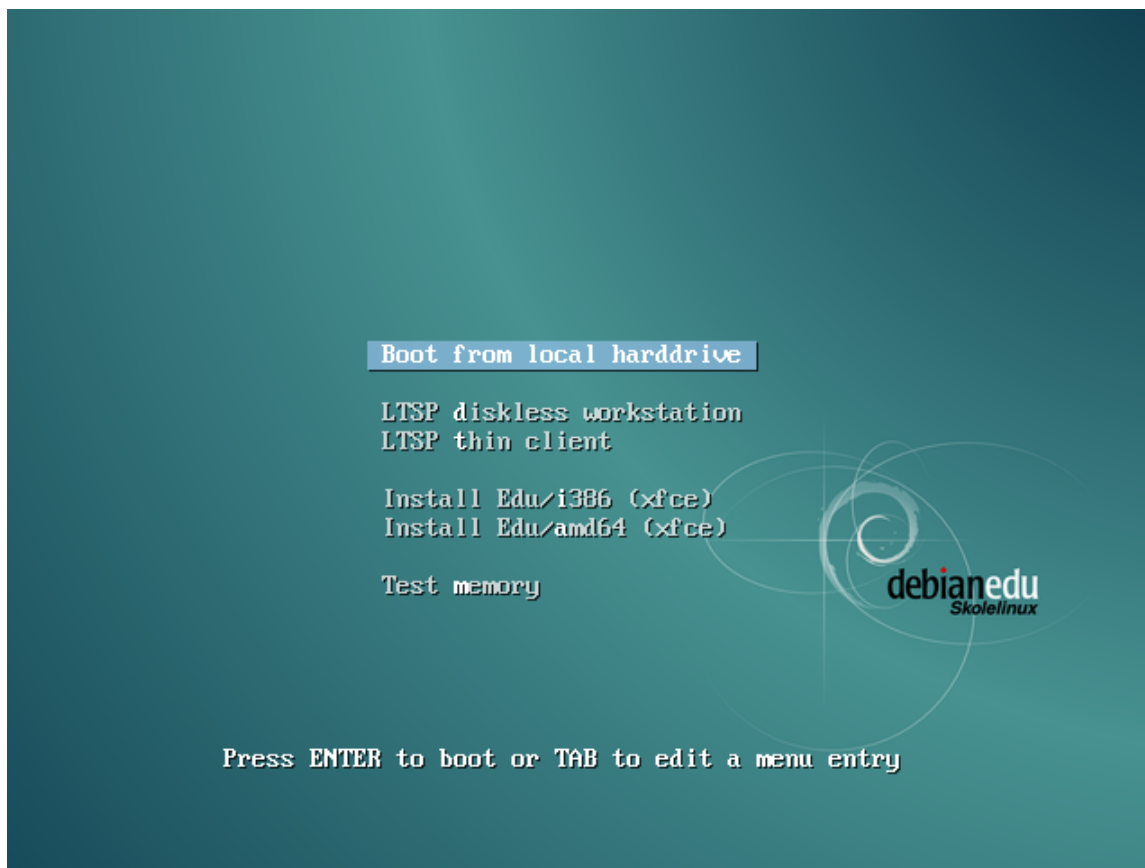 Boot from local harddrive
LTSP diskless workstation
LTSP thin client
Install Edu/i386 (xfce)
Install Edu/amd64 (xfce)
Test memory
debianedu
Skolelinux
Press ENTER to boot or TAB to edit a menu entry